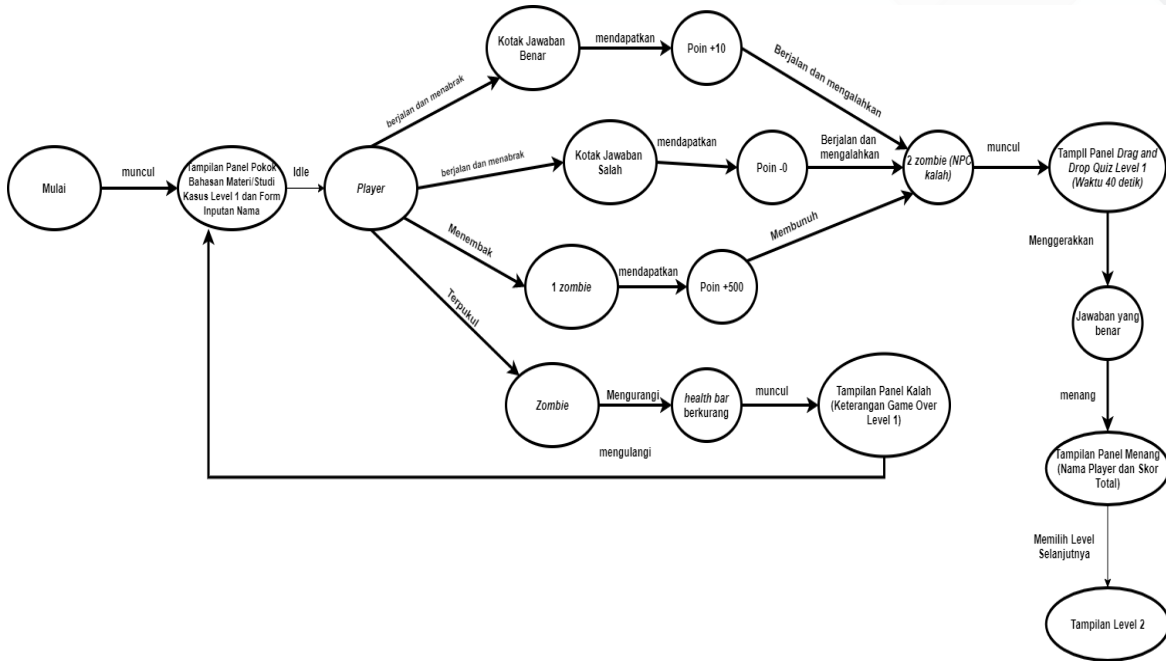 Kotak Jawaban
Benar
mendapatkan
Poin +10
Berjalan dan mengalahkan
berjalan dan menabrak
Mulai
muncul
Tampilan Panel Pokok
Bahasan Materi/Studi
Kasus Level 1 dan Form
Inputan Nama
Idle
Player
berjalan dan menabrak
Kotak Jawaban
Salah
mendapatkan
Poin -0
Berjalan dan
mengalahkan
2 zombie (NPC
kalah)
muncul
Tampll Panel Drag and
Drop Quiz Level 1
(Waktu 40 detik)
Menembak
1 zombie
mendapatkan
Poin +500
Membunuh
Menggerakkan
Jawaban yang
benar
Terpukul
Zombie
Mengurangi
health bar
berkurang
muncul
Tampilan Panel Kalah
(Keterangan Game Over
Level 1)
mengulangi
menang
Tampilan Panel Menang
(Nama Player dan Skor
Total)
Memilih Level
Selanjutnya
Tampilan Level 2